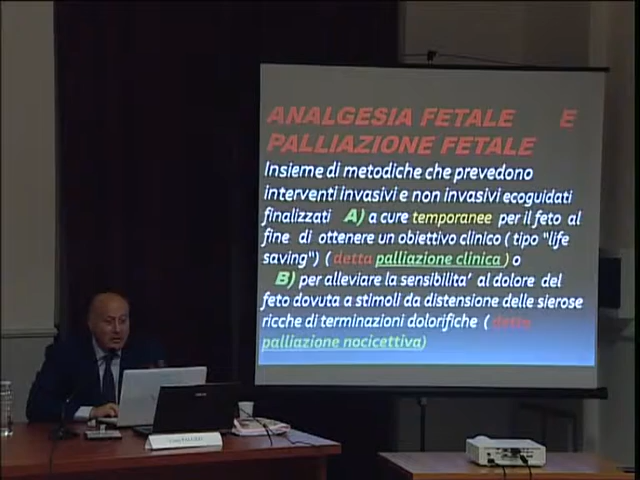 ANALGESIA FETALE E
PALLIAZIONE FETALE
Insieme di metodiche che prevedono
interventi invasivi e non invasivi ecoguidati
finalizzati A) a cure temporanee per il feto al
fine di ottenere un obiettivo clinico ( tipo "life
saving") ( detta palliazione clinica ) o
B) per alleviare la sensibilita' al dolore del
feto dovuta a stimoli da distensione delle sierose
ricche di terminazioni dolorifiche ( detta
palliazione nocicettiva)